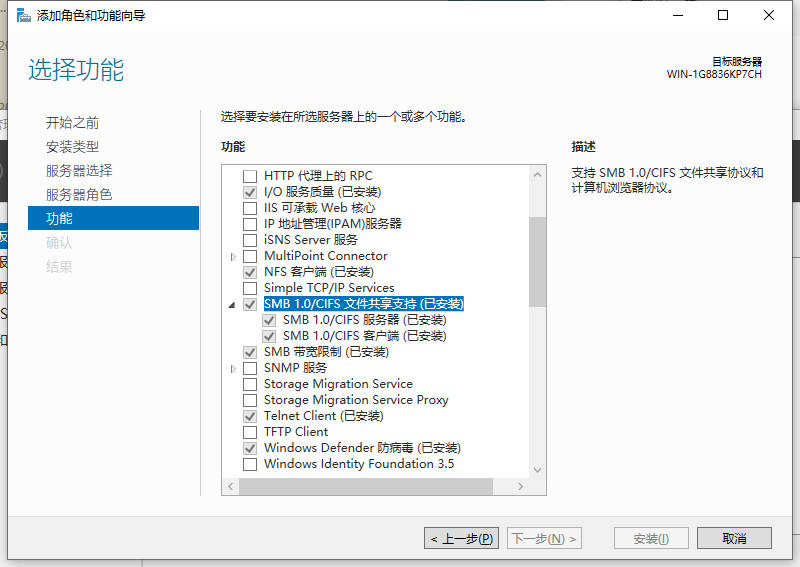 添加角色和功能向导
选择功能
目标服务器
WIN-1G8836KP7CH
开始之前
安装类型
服务器选择
服务器角色
功能
确认
结果
选择要安装在所选服务器上的一个或多个功能。
功能
HTTP 代理上的 RPC
I/O 服务质量 (已安装)
IIS 可承载 Web 核心
IP 地址管理(IPAM)服务器
iSNS Server 服务
MultiPoint Connector
NFS 客户端 (已安装)
Simple TCP/IP Services
SMB 1.0/CIFS 文件共享支持 (已安装)
SMB 1.0/CIFS 服务器 (已安装)
SMB 1.0/CIFS 客户端 (已安装)
SMB 带宽限制 (已安装)
SNMP 服务
Storage Migration Service
Storage Migration Service Proxy
Telnet Client (已安装)
TFTP Client
Windows Defender 防病毒 (已安装)
Windows Identity Foundation 3.5
描述
支持 SMB 1.0/CIFS 文件共享协议和
计算机浏览器协议。
< 上一步(P)
下一步(N) >
安装(I)
取消